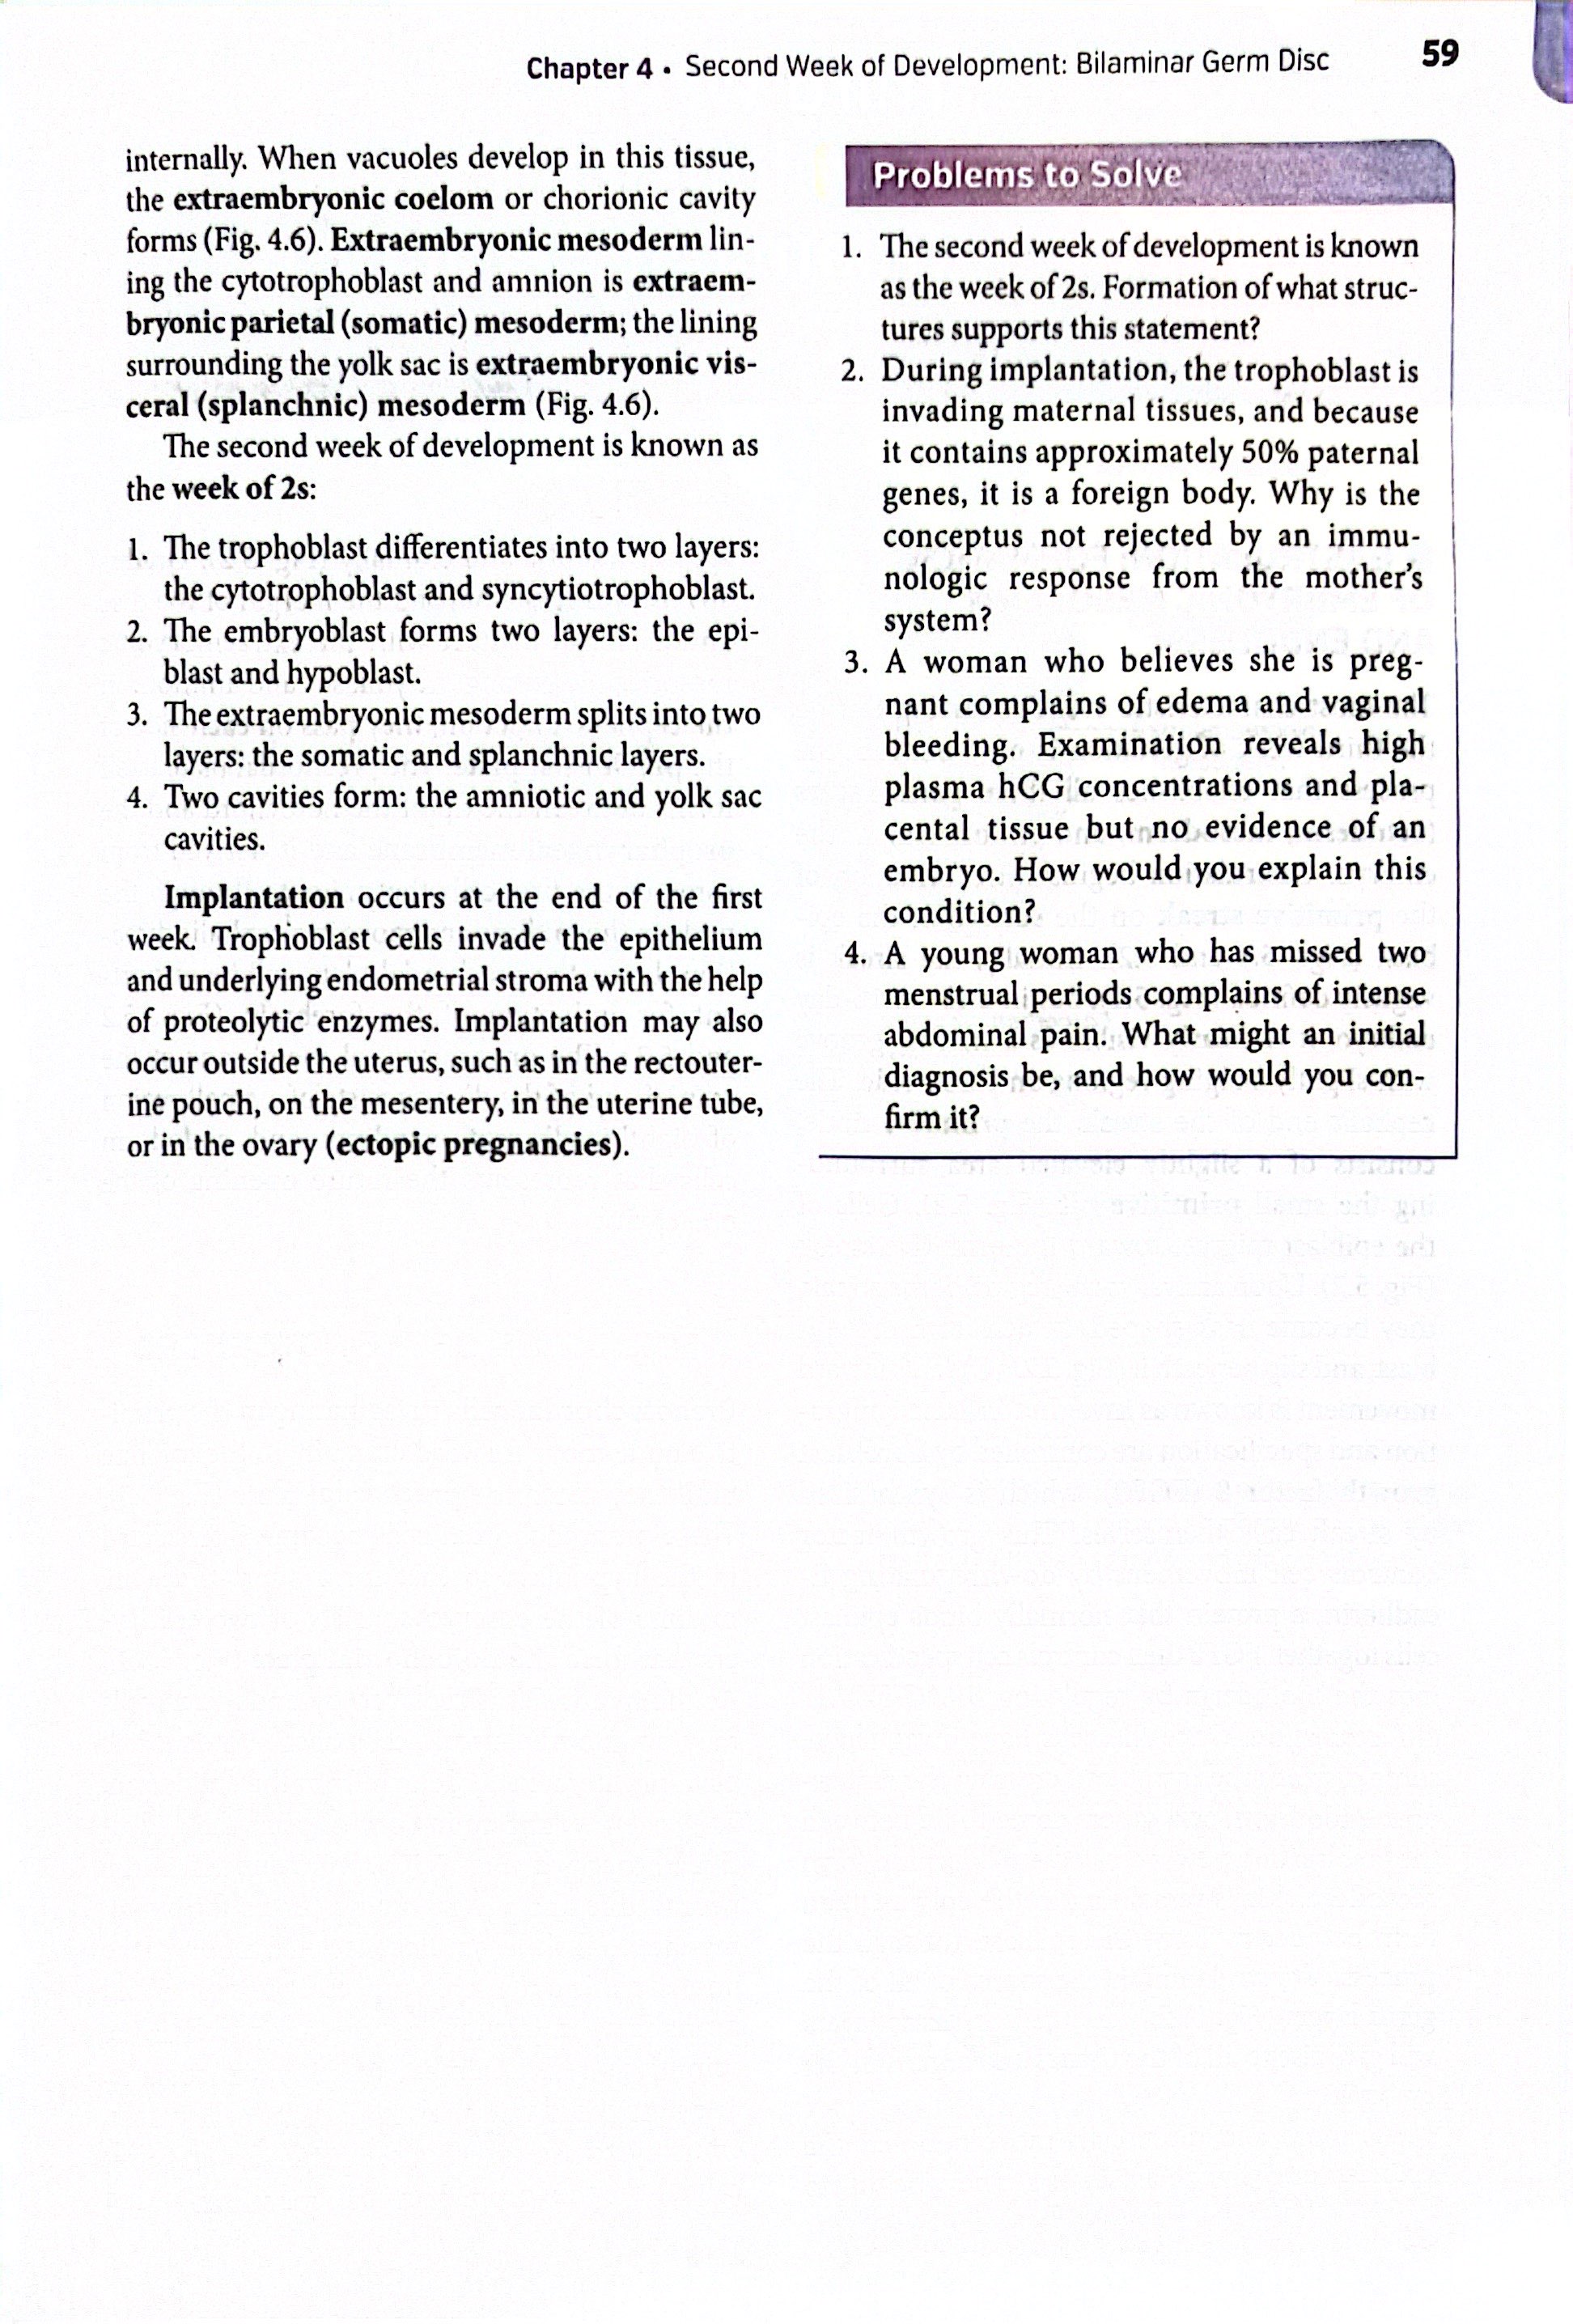 Chapter 4 • Second Week of Development: Bilaminar Germ Disc 59
internally. When vacuoles develop in this tissue,
the extraembryonic coelom or chorionic cavity
forms (Fig. 4.6). Extraembryonic mesoderm lin-
ing the cytotrophoblast and amnion is extraem-
bryonic parietal (somatic) mesoderm; the lining
surrounding the yolk sac is extraembryonic vis-
ceral (splanchnic) mesoderm (Fig. 4.6).
The second week of development is known as
the week of 2s:
1. The trophoblast differentiates into two layers:
the cytotrophoblast and syncytiotrophoblast.
2. The embryoblast forms two layers: the epi-
blast and hypoblast.
3. The extraembryonic mesoderm splits into two
layers: the somatic and splanchnic layers.
4. Two cavities form: the amniotic and yolk sac
cavities.
Implantation occurs at the end of the first
week. Trophoblast cells invade the epithelium
and underlying endometrial stroma with the help
of proteolytic enzymes. Implantation may also
occur outside the uterus, such as in the rectouter-
ine pouch, on the mesentery, in the uterine tube,
or in the ovary (ectopic pregnancies).
Problems to Solve
1. The second week of development is known
as the week of 2s. Formation of what struc-
tures supports this statement?
2. During implantation, the trophoblast is
invading maternal tissues, and because
it contains approximately 50% paternal
genes, it is a foreign body. Why is the
conceptus not rejected by an immu-
nologic response from the mother's
system?
3. A woman who believes she is preg-
nant complains of edema and vaginal
bleeding. Examination reveals high
plasma hCG concentrations and pla-
cental tissue but no evidence of an
embryo. How would you explain this
condition?
4. A young woman who has missed two
menstrual periods complains of intense
abdominal pain. What might an initial
diagnosis be, and how would you con-
firm it?